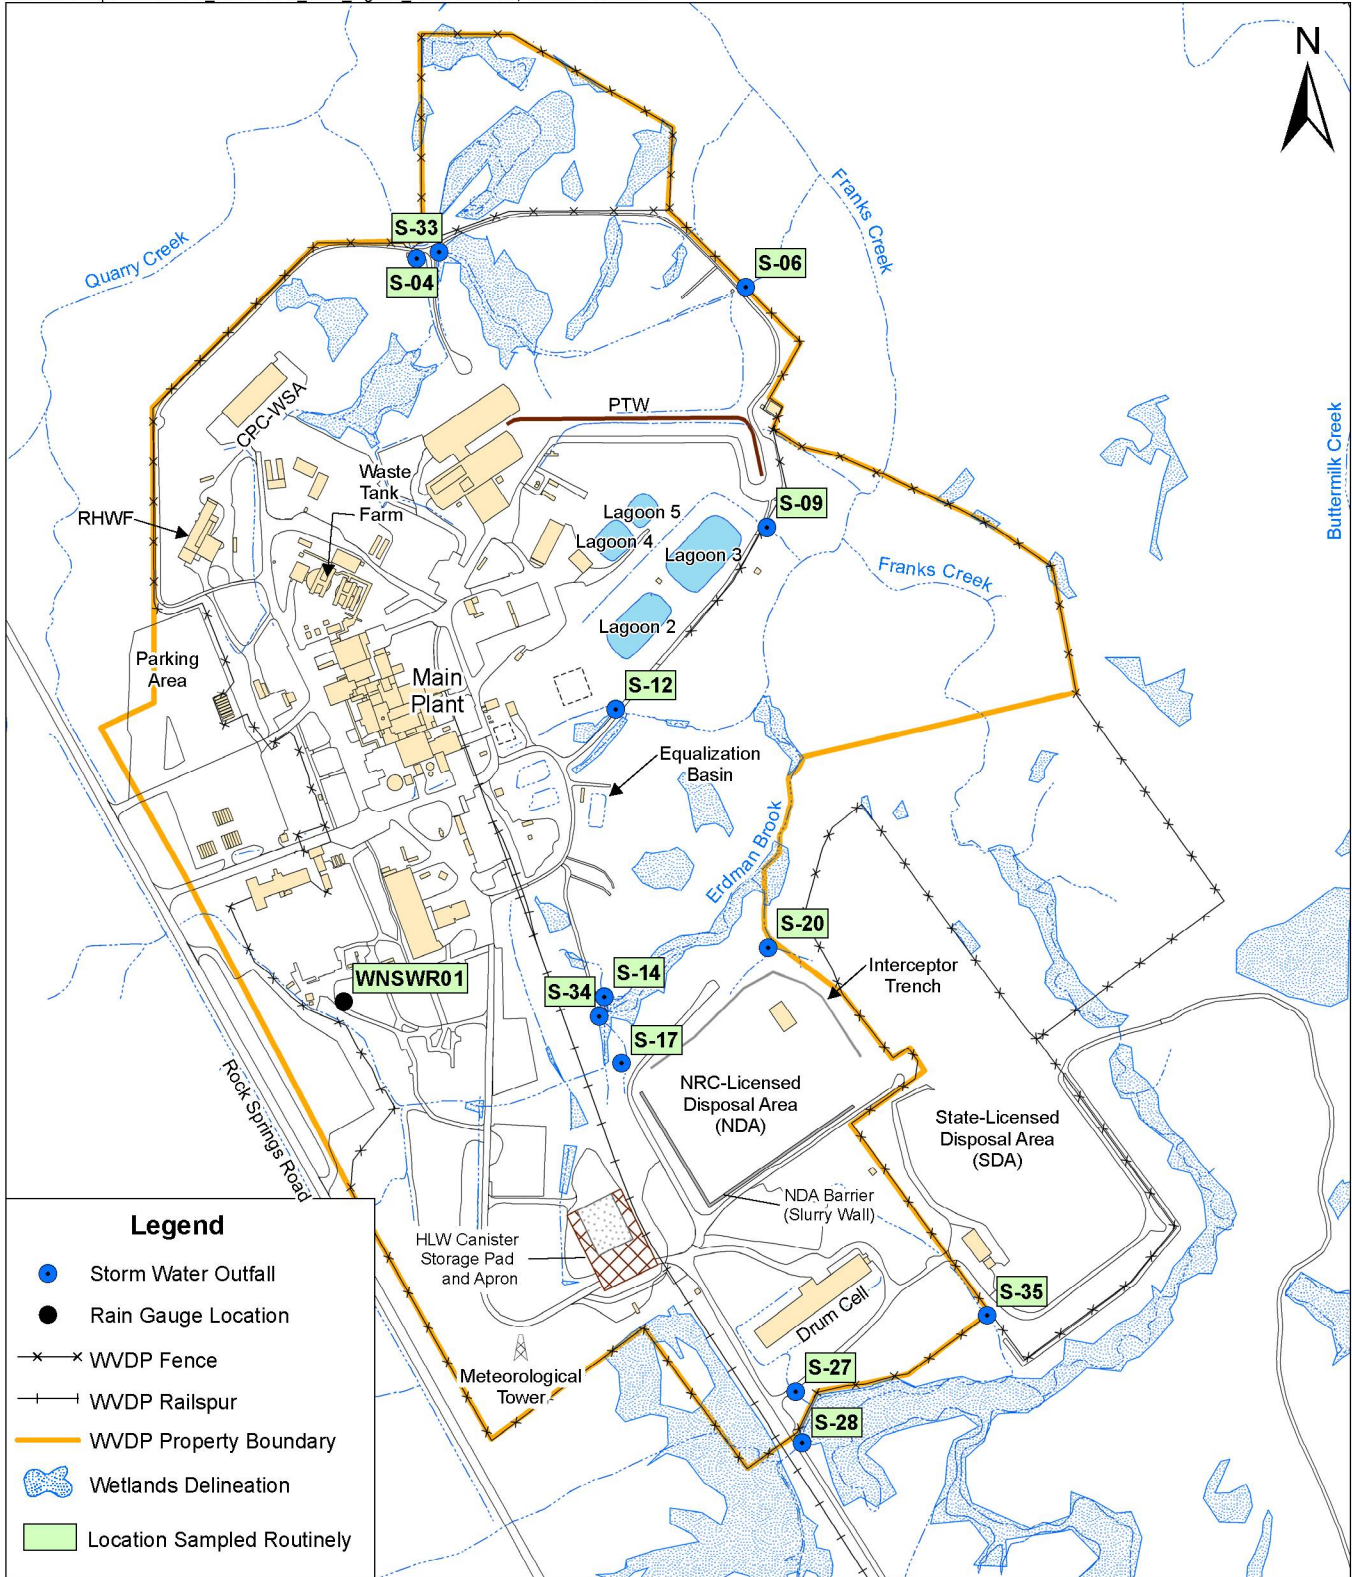 N
S-33
S-04
S-06
Quarry Creek
Franks Creek
Buttermilk Creek
CPC-WSA
PTW
Waste
Tank
Farm
RHWF
Lagoon 5
Lagoon 4
Lagoon 3
Lagoon 2
S-09
Franks Creek
Parking
Area
Main
Plant
S-12
Equalization
Basin
Erdman Brook
S-20
WNSWR01
S-14
S-34
S-17
Interceptor
Trench
NRC-Licensed
Disposal Area
(NDA)
State-Licensed
Disposal Area
(SDA)
Rock Springs Road
NDA Barrier
(Slurry Wall)
HLW Canister
Storage Pad
and Apron
Drum Cell
S-35
Meteorological
Tower
S-27
S-28
Legend
Storm Water Outfall
Rain Gauge Location
WVDP Fence
WVDP Railspur
WVDP Property Boundary
Wetlands Delineation
Location Sampled Routinely